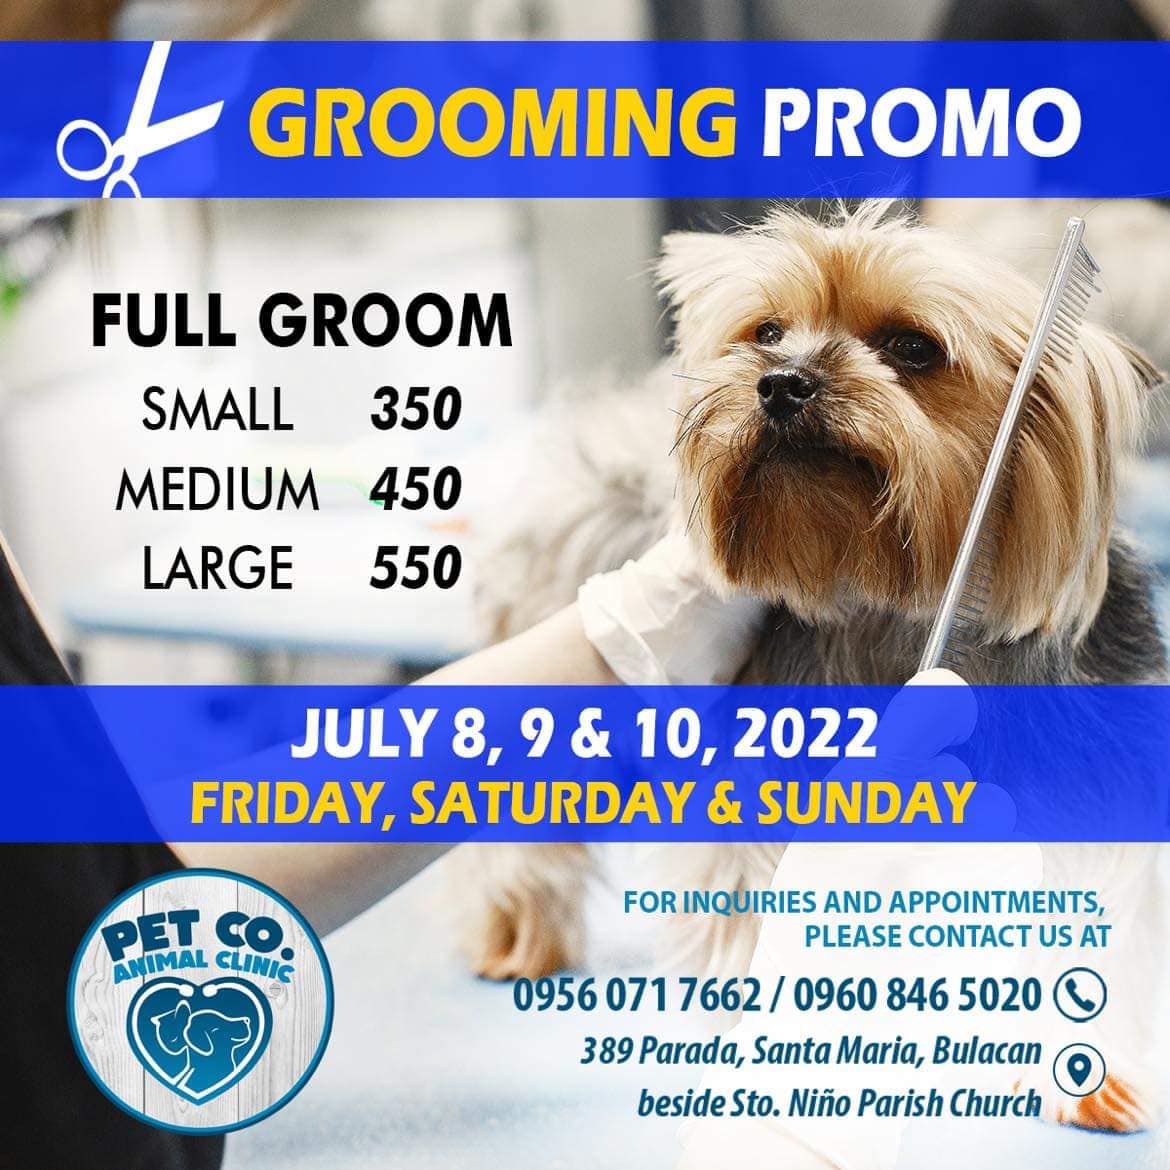 GROOMING PROMO
FULL GROOM
SMALL 350
MEDIUM 450
LARGE 550
JULY 8, 9 & 10, 2022
FRIDAY, SATURDAY & SUNDAY
PET CO.
ANIMAL CLINIC
FOR INQUIRIES AND APPOINTMENTS,
PLEASE CONTACT US AT
0956 071 7662 / 0960 846 5020
389 Parada, Santa Maria, Bulacan
beside Sto. Niño Parish Church